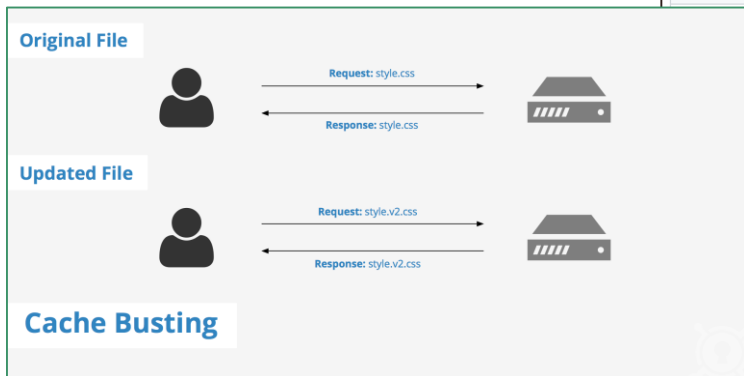 Original File
Request: style.css
Response: style.css
Updated File
Request: style.v2.css
Response: style.v2.css
Cache Busting